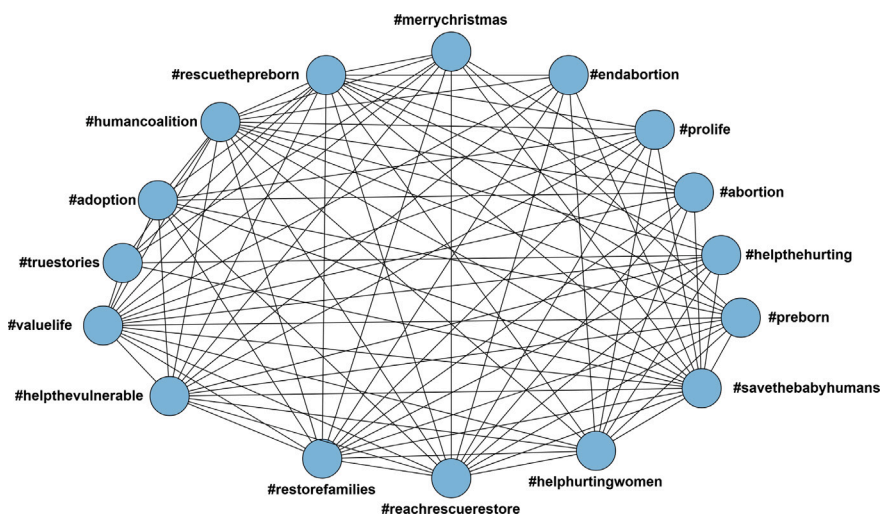 #merrychristmas
#rescuethepreborn
#endabortion
#humancoalition
#prolife
#adoption
#abortion
#truestories
#helpthehurting
#valuelife
#preborn
#helpthevulnerable
#savethebabyhumans
#restorefamilies
#helphurtingwomen
#reachrescuerestore